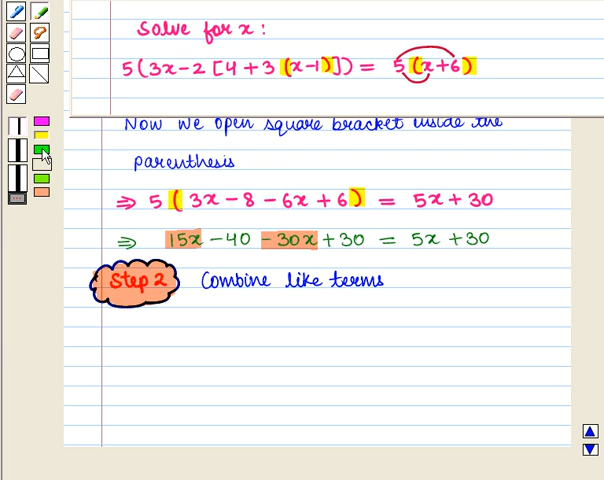 Solve for x :
5(3x-2[4+3(x-1)]) = 5(x+6)
Now we open square bracket inside the
parenthesis
⇒ 5(3x-8-6x+6) = 5x+30
⇒ 15x-40-30x+30 = 5x+30
Step 2 Combine like terms